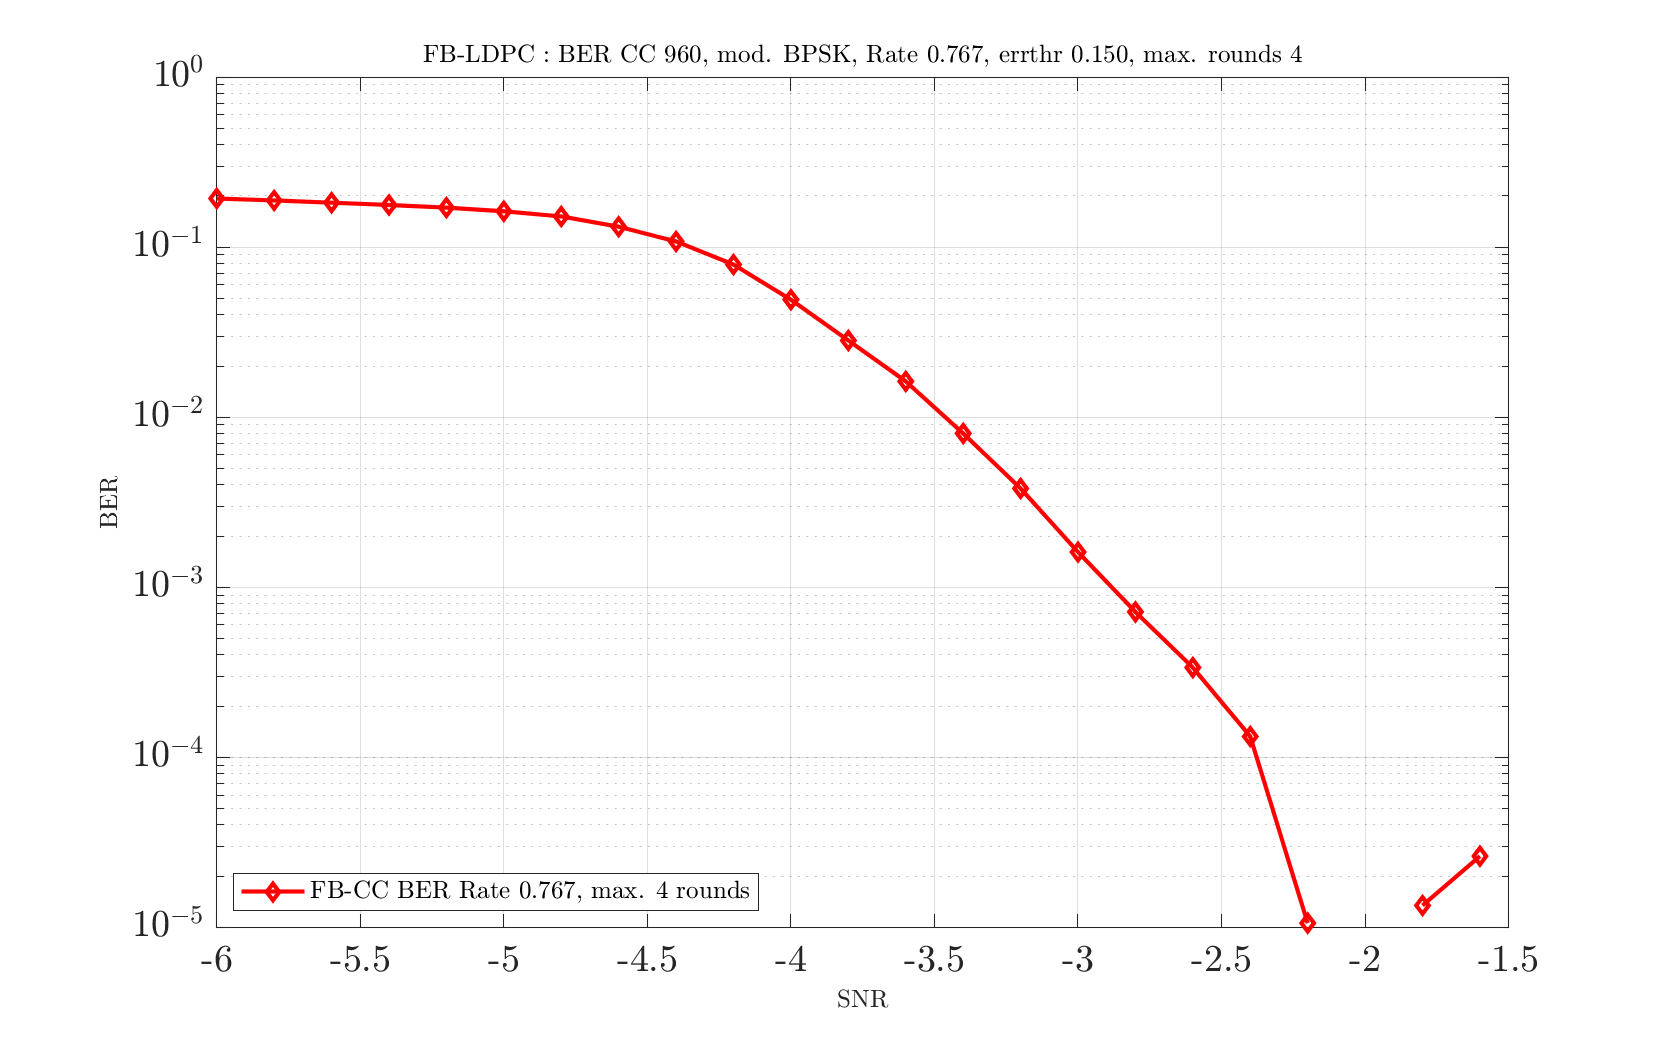 FB-LDPC : BER CC 960, mod. BPSK, Rate 0.767, errthr 0.150, max. rounds 4
10^0
10^{-1}
10^{-2}
10^{-3}
10^{-4}
10^{-5}
BER
FB-CC BER Rate 0.767, max. 4 rounds
-6 -5.5 -5 -4.5 -4 -3.5 -3 -2.5 -2 -1.5
SNR